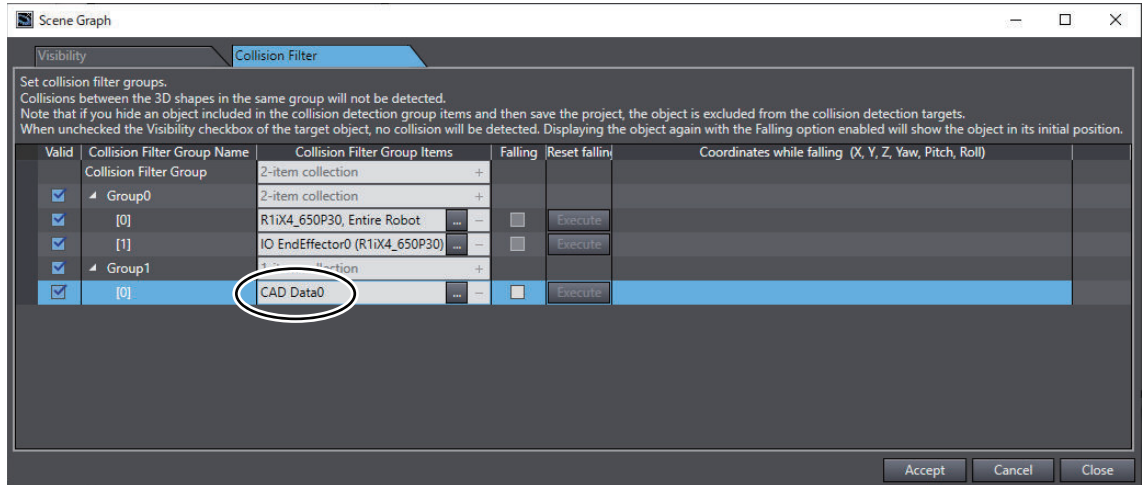 Scene Graph
Visibility
Collision Filter
Set collision filter groups.
Collisions between the 3D shapes in the same group will not be detected.
Note that if you hide an object included in the collision detection group items and then save the project, the object is excluded from the collision detection targets.
When unchecked the Visibility checkbox of the target object, no collision will be detected. Displaying the object again with the Falling option enabled will show the object in its initial position.
Valid Collision Filter Group Name Collision Filter Group Items Falling Reset falling Coordinates while falling (X, Y, Z, Yaw, Pitch, Roll)
Collision Filter Group 2-item collection +
Group0 2-item collection +
[0] R1iX4_650P30, Entire Robot ... − Execute
[1] IO EndEffector0 (R1iX4_650P30) ... − Execute
Group1 1-item collection +
[0] CAD Data0 ... − Execute
Accept Cancel Close